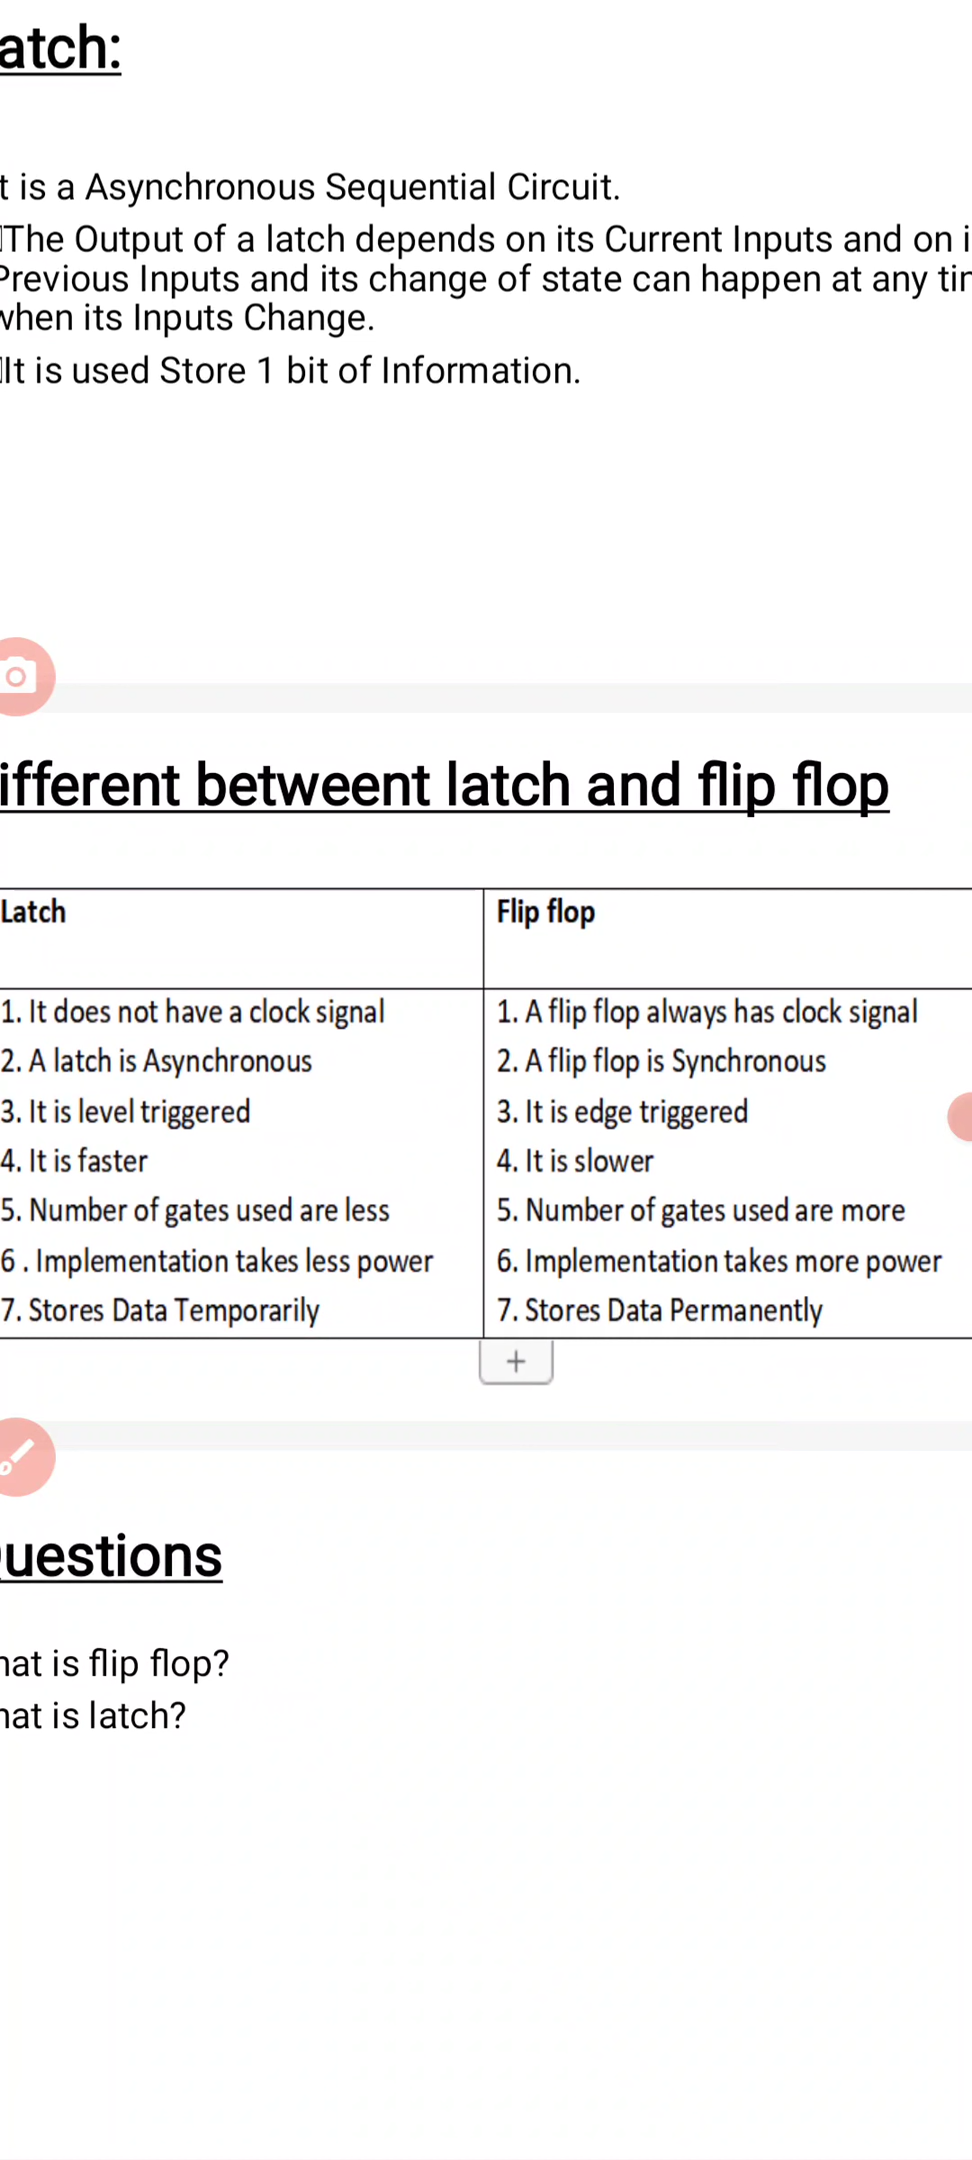 atch:
t is a Asynchronous Sequential Circuit.
The Output of a latch depends on its Current Inputs and on i
Previous Inputs and its change of state can happen at any tim
when its Inputs Change.
It is used Store 1 bit of Information.
ifferent betweent latch and flip flop
Latch
Flip flop
1. It does not have a clock signal
2. A latch is Asynchronous
3. It is level triggered
4. It is faster
5. Number of gates used are less
6 . Implementation takes less power
7. Stores Data Temporarily
1. A flip flop always has clock signal
2. A flip flop is Synchronous
3. It is edge triggered
4. It is slower
5. Number of gates used are more
6. Implementation takes more power
7. Stores Data Permanently
+
uestions
hat is flip flop?
hat is latch?